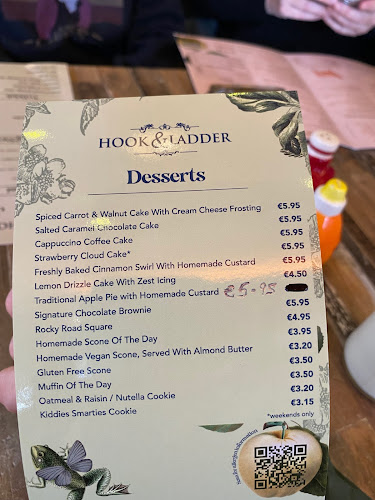 HOOK & LADDER
Desserts
Spiced Carrot & Walnut Cake With Cream Cheese Frosting €5.95
Salted Caramel Chocolate Cake €5.95
Cappuccino Coffee Cake €5.95
Strawberry Cloud Cake* €5.95
Freshly Baked Cinnamon Swirl With Homemade Custard €5.95
Lemon Drizzle Cake With Zest Icing €4.50
Traditional Apple Pie with Homemade Custard €5.95
Signature Chocolate Brownie €5.95
Rocky Road Square €4.95
Homemade Scone Of The Day €3.95
Homemade Vegan Scone, Served With Almond Butter €3.20
Gluten Free Scone €3.50
Muffin Of The Day €3.50
Oatmeal & Raisin / Nutella Cookie €3.20
Kiddies Smarties Cookie €3.15
*weekends only